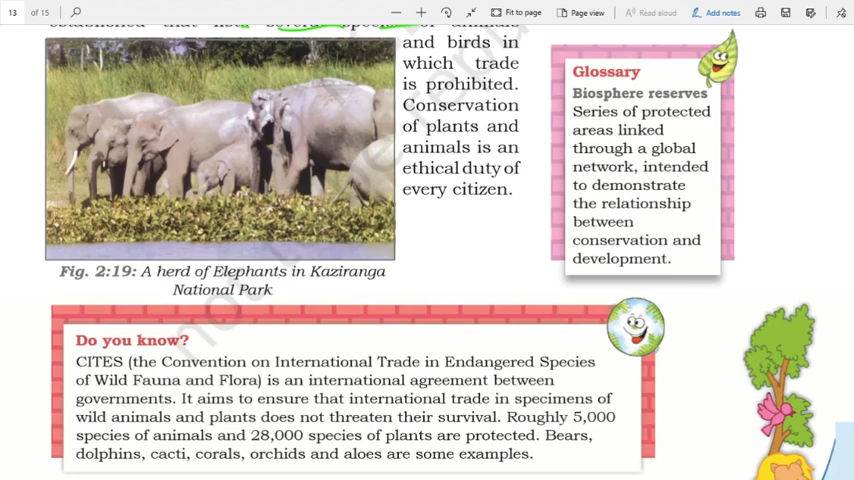 13 of 15
Fit to page
Page view
Read aloud
Add notes
established that
and birds in
which trade
is prohibited.
Conservation
of plants and
animals is an
ethical duty of
every citizen.
Fig. 2:19: A herd of Elephants in Kaziranga
National Park
Glossary
Biosphere reserves
Series of protected
areas linked
through a global
network, intended
to demonstrate
the relationship
between
conservation and
development.
Do you know?
CITES (the Convention on International Trade in Endangered Species
of Wild Fauna and Flora) is an international agreement between
governments. It aims to ensure that international trade in specimens of
wild animals and plants does not threaten their survival. Roughly 5,000
species of animals and 28,000 species of plants are protected. Bears,
dolphins, cacti, corals, orchids and aloes are some examples.